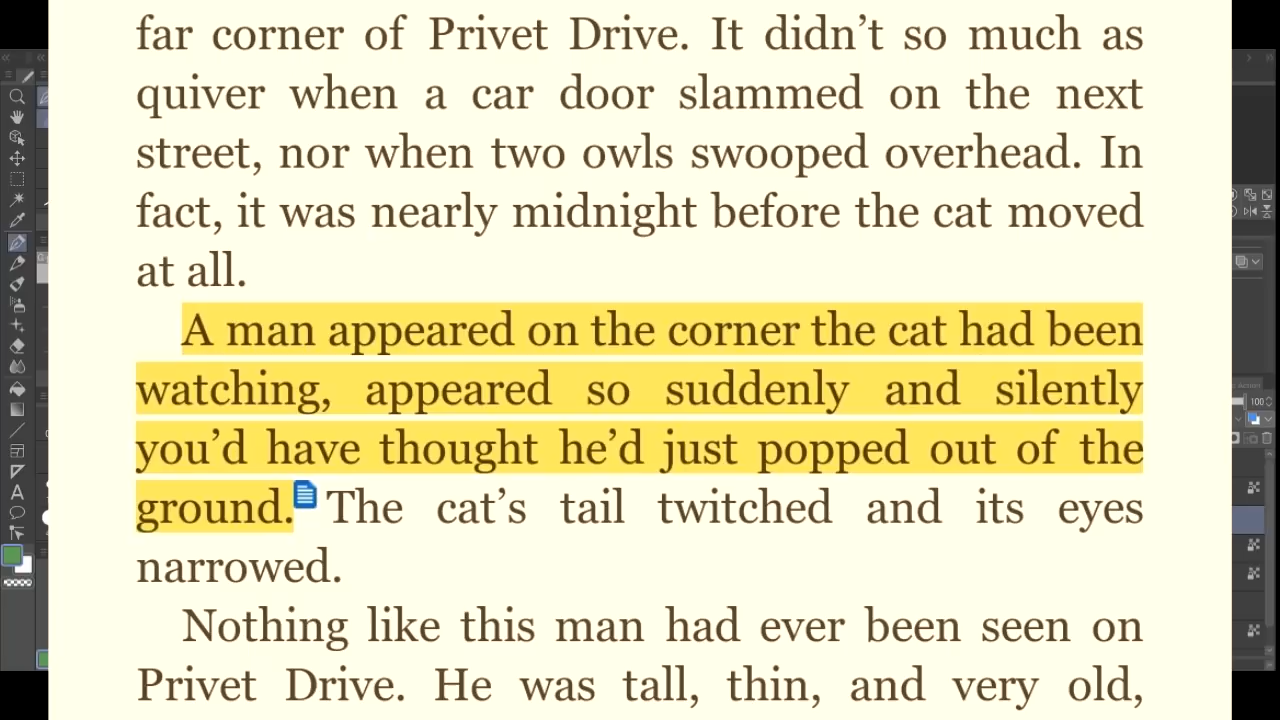 far corner of Privet Drive. It didn’t so much as
quiver when a car door slammed on the next
street, nor when two owls swooped overhead. In
fact, it was nearly midnight before the cat moved
at all.
A man appeared on the corner the cat had been
watching, appeared so suddenly and silently
you’d have thought he’d just popped out of the
ground. The cat’s tail twitched and its eyes
narrowed.
Nothing like this man had ever been seen on
Privet Drive. He was tall, thin, and very old,
100